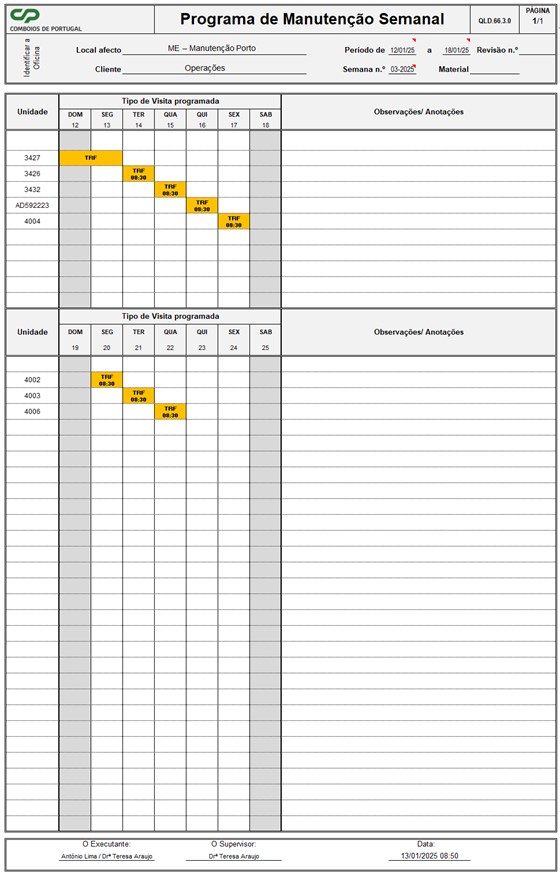 CP
COMBOIOS DE PORTUGAL
Programa de Manutenção Semanal
QLD.66.3.0
PÁGINA
1/1
Identificar a
Oficina
Local afecto ME – Manutenção Porto
Periodo de 12/01/25 a 18/01/25 Revisão n.º
Cliente Operações
Semana n.º 03-2025 Material
Unidade
Tipo de Visita programada
Observações/ Anotações
DOM SEG TER QUA QUI SEX SAB
12 13 14 15 16 17 18
3427 TRF
3426 TRF
08:30
3432 TRF
08:30
AD592223 TRF
08:30
4004 TRF
08:30
Unidade
Tipo de Visita programada
Observações/ Anotações
DOM SEG TER QUA QUI SEX SAB
19 20 21 22 23 24 25
4002 TRF
08:30
4003 TRF
08:30
4006 TRF
08:30
O Executante: O Supervisor: Data:
António Lima / Drª Teresa Araujo Drª Teresa Araujo 13/01/2025 08:50